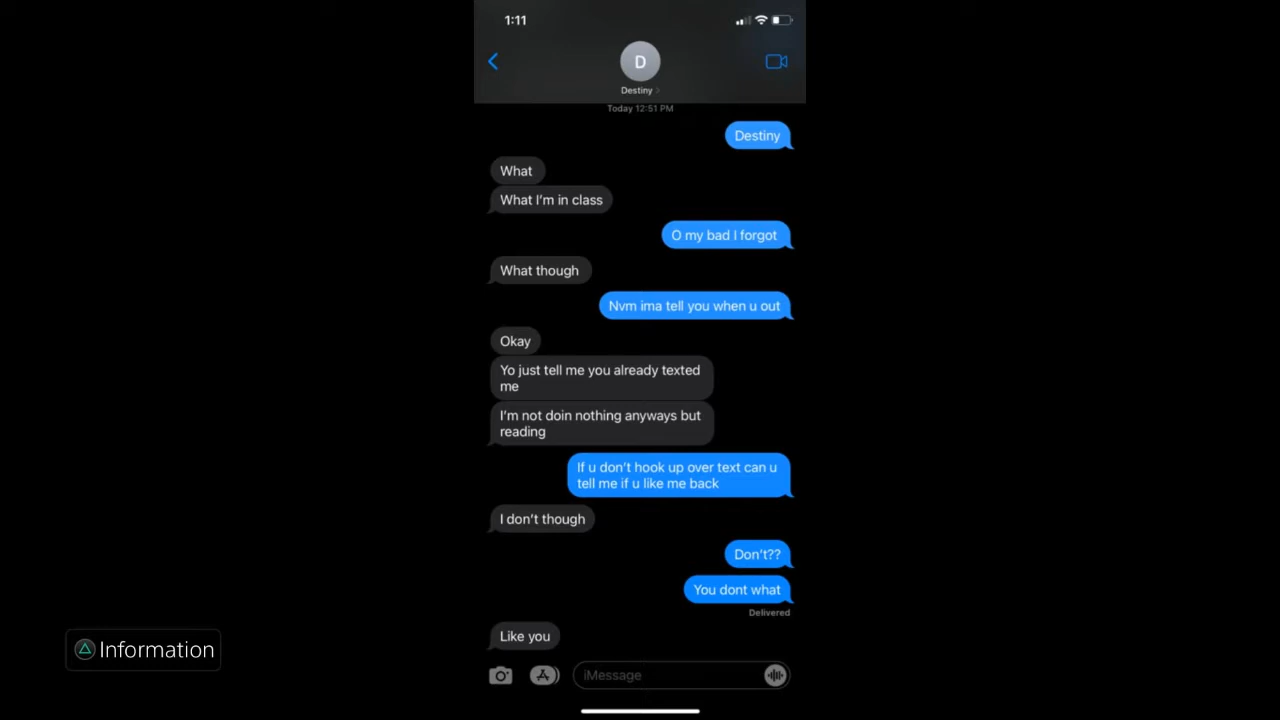 1:11
D
Destiny
Today 12:51 PM
Destiny
What
What I'm in class
O my bad I forgot
What though
Nvm ima tell you when u out
Okay
Yo just tell me you already texted
me
I'm not doin nothing anyways but
reading
If u don't hook up over text can u
tell me if u like me back
I don't though
Don't??
You dont what
Delivered
Like you
iMessage
Information